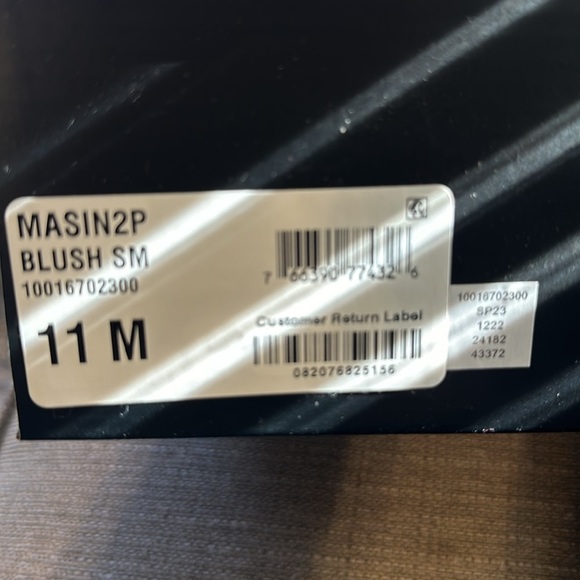 MASIN2P
BLUSH SM
10016702300
11 M
7 66390 77432 6
Customer Return Label
082076825156
10016702300
SP23
1222
24182
43372